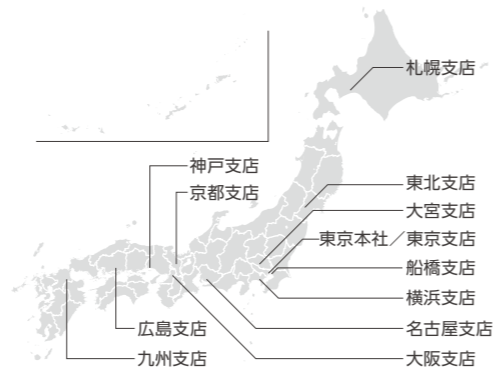 札幌支店
神戸支店
京都支店
東北支店
大宮支店
東京本社／東京支店
船橋支店
横浜支店
広島支店
名古屋支店
九州支店
大阪支店